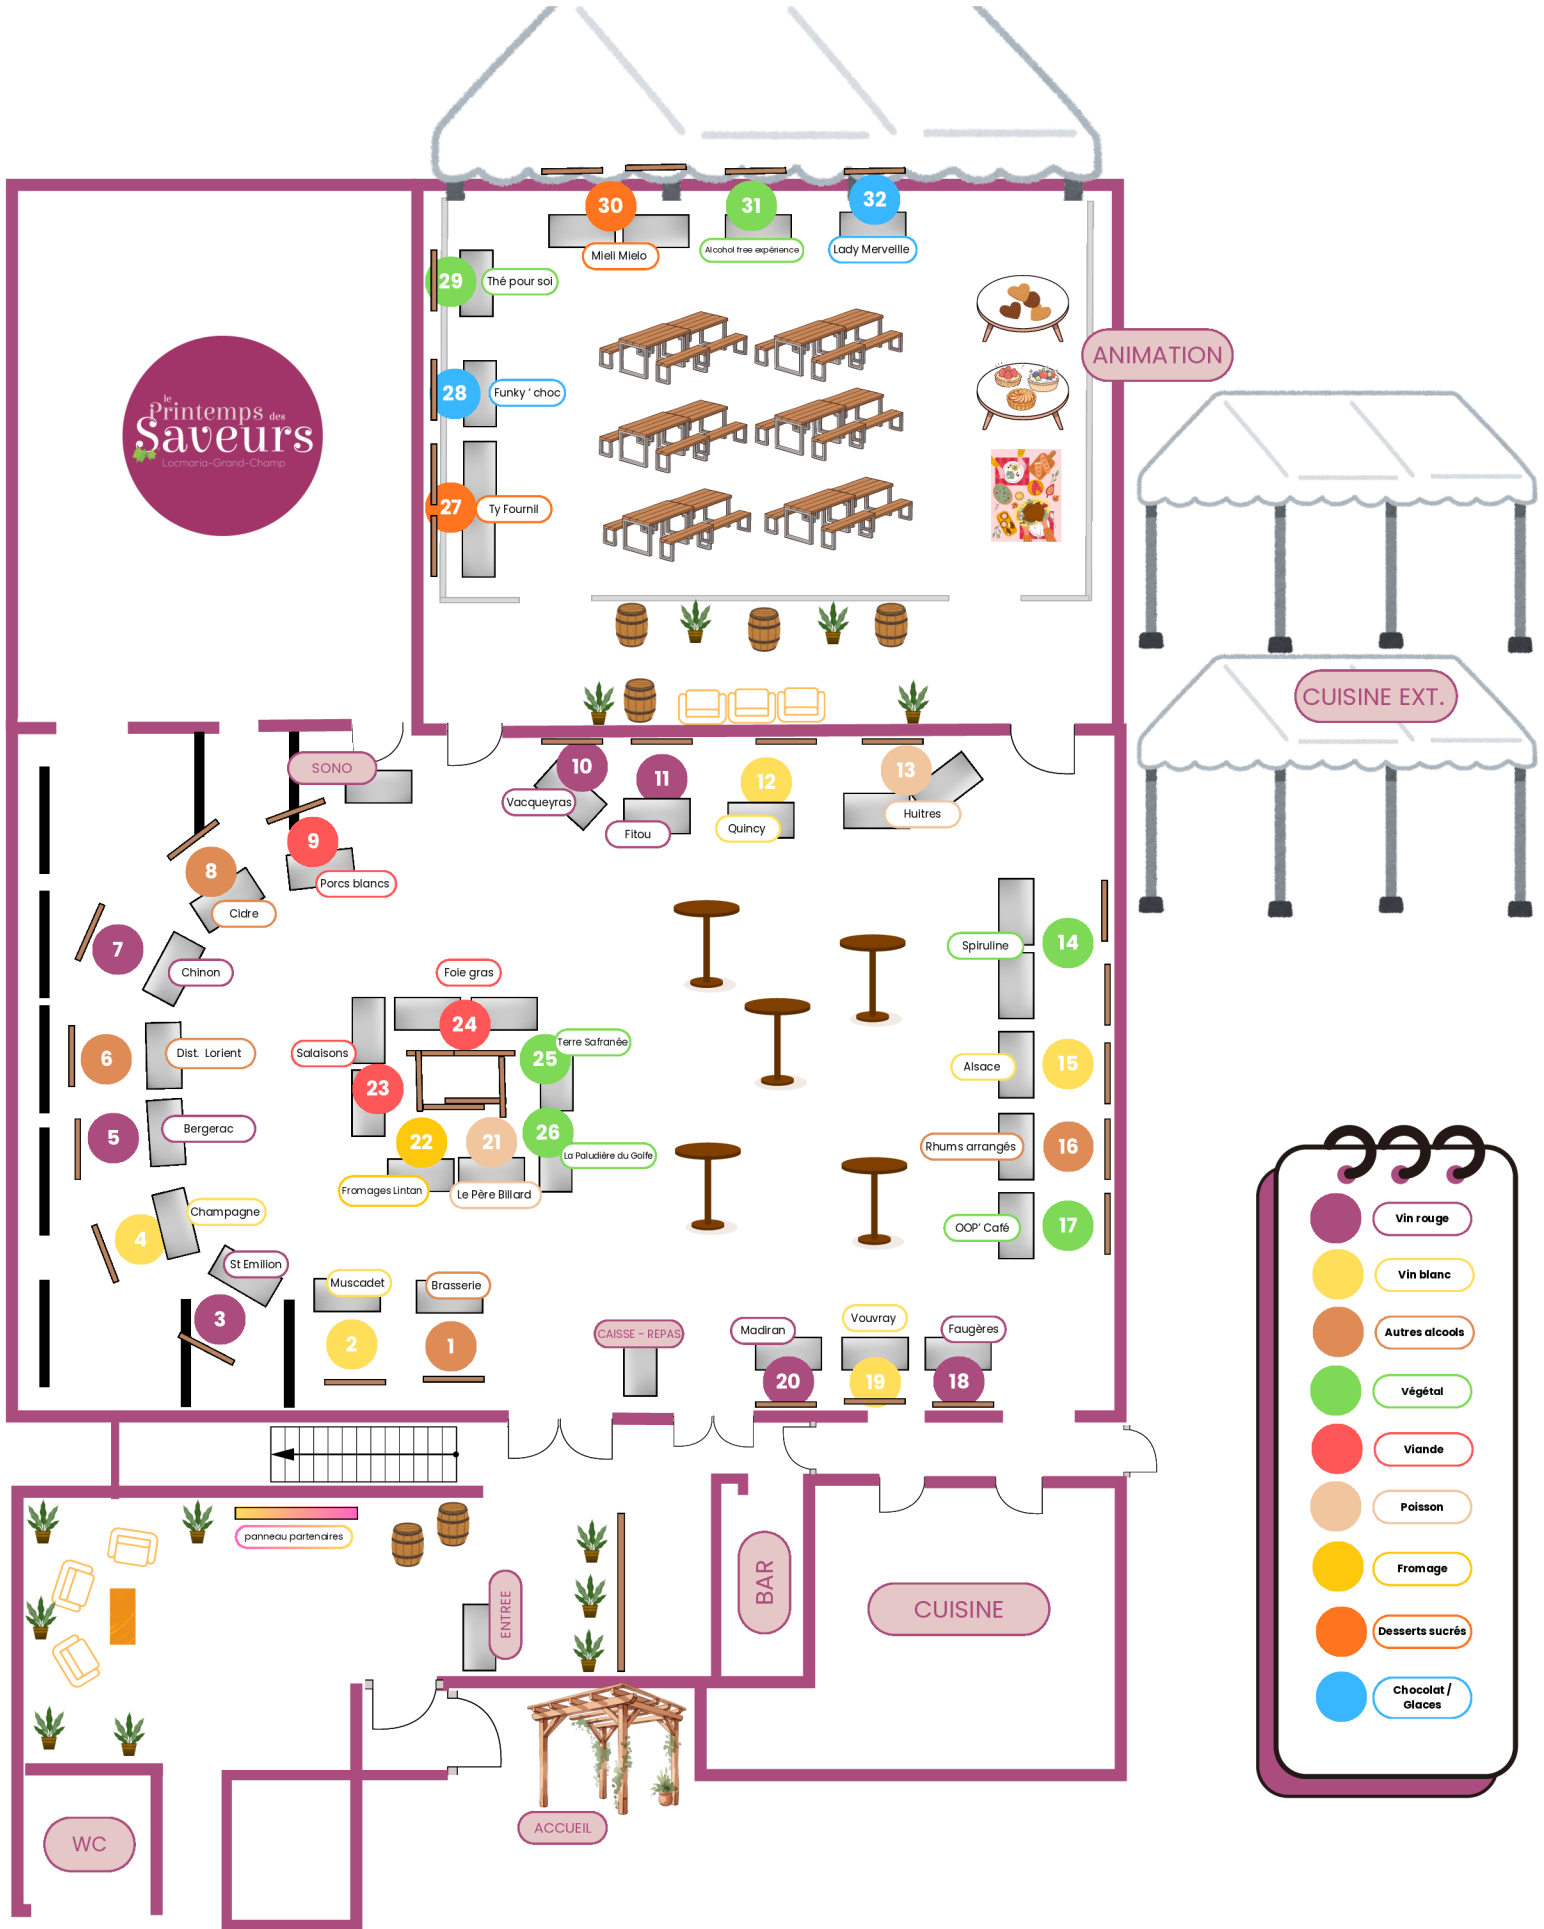 30
31
32
Mieli Mielo
Alcohol free expérience
Lady Merveille
29
Thé pour soi
28
Funky ' choc
27
Ty Fournil
ANIMATION
le
Printemps des
Saveurs
Locmaria-Grand-Champ
CUISINE EXT.
SONO
10
Vacqueyras
11
Fitou
12
Quincy
13
Huitres
9
Porcs blancs
8
Cidre
7
Chinon
6
Dist. Lorient
5
Bergerac
4
Champagne
St Emilion
3
Muscadet
2
Brasserie
1
Foie gras
24
Salaisons
23
25
Terre Safranée
26
La Paludière du Golfe
22
Fromages Lintan
21
Le Père Billard
Spiruline
14
Alsace
15
Rhums arrangés
16
OOP' Café
17
CAISSE - REPAS
Madiran
20
Vouvray
19
Faugères
18
panneau partenaires
ENTREE
BAR
CUISINE
WC
ACCUEIL
Vin rouge
Vin blanc
Autres alcools
Végétal
Viande
Poisson
Fromage
Desserts sucrés
Chocolat /
Glaces